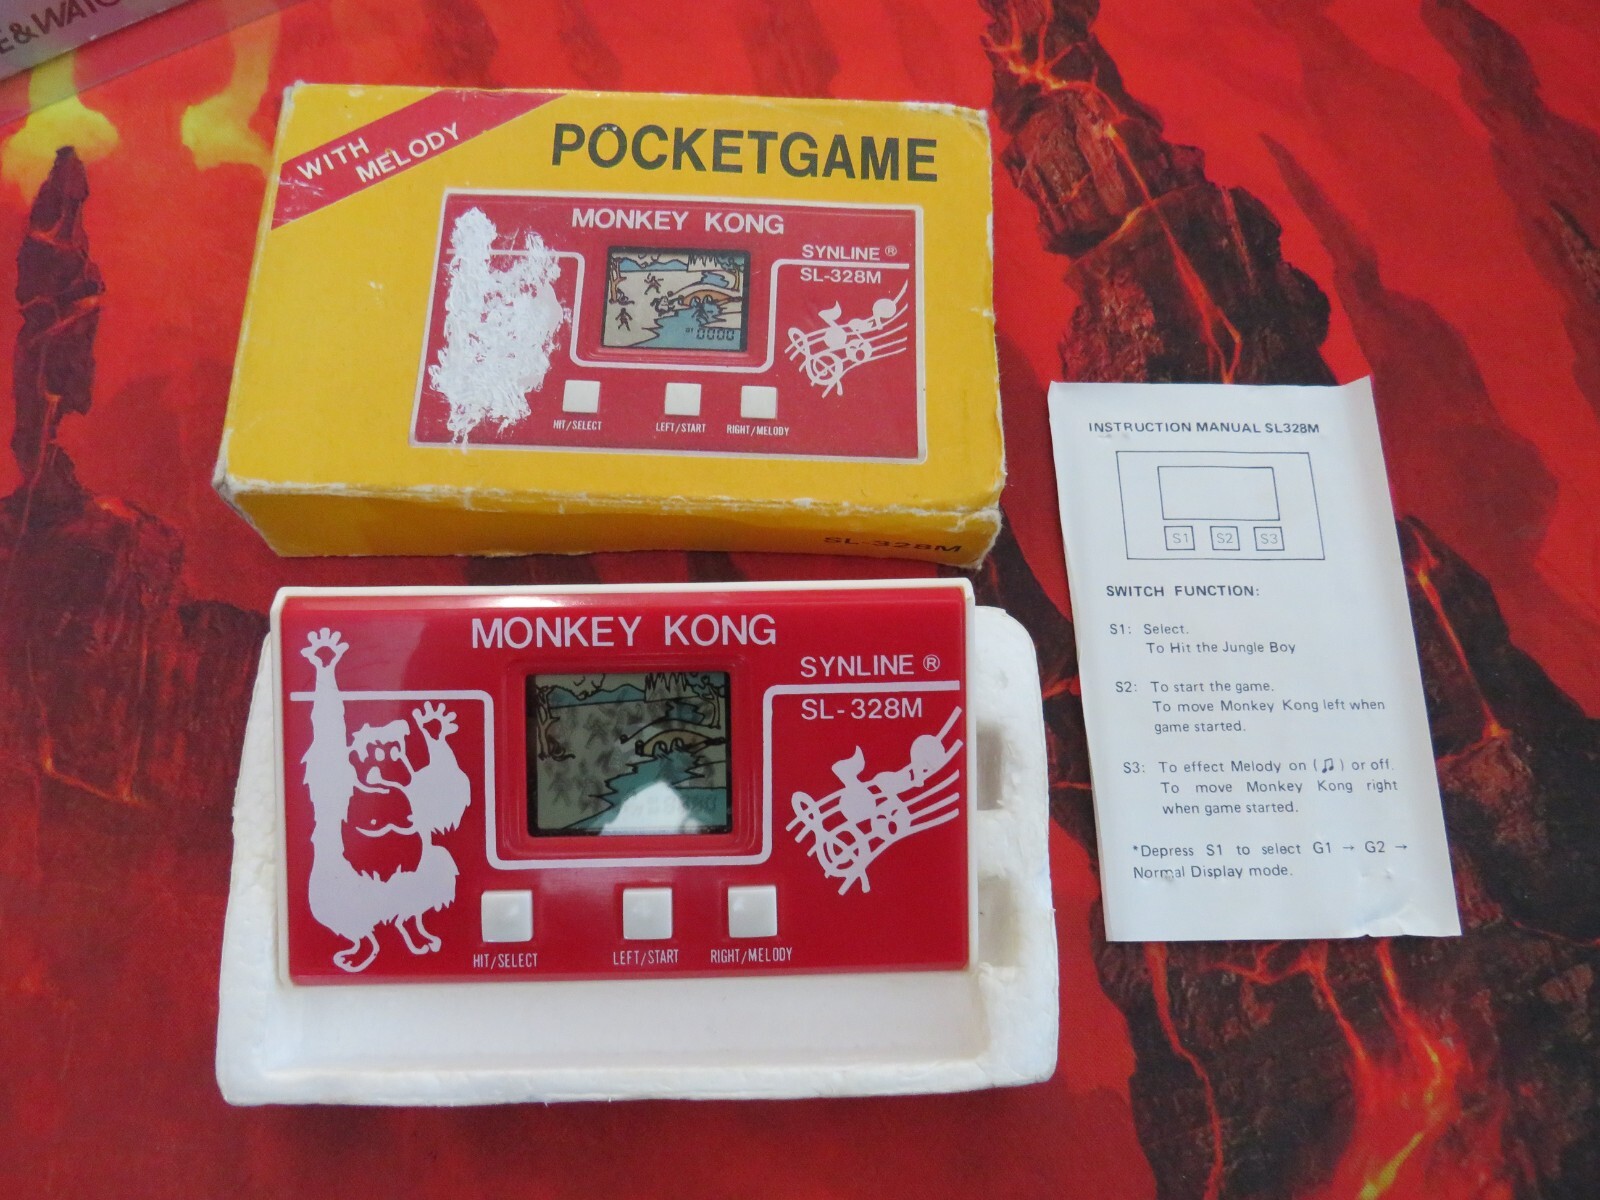 E&WATC
WITH
MELODY
POCKETGAME
MONKEY KONG
SYNLINE ®
SL-328M
0000
HIT/SELECT
LEFT/START
RIGHT/MELODY
SL-328M
MONKEY KONG
SYNLINE ®
SL-328M
HIT/SELECT
LEFT/START
RIGHT/MELODY
INSTRUCTION MANUAL SL328M
S1 S2 S3
SWITCH FUNCTION:
S1: Select.
To Hit the Jungle Boy
S2: To start the game.
To move Monkey Kong left when
game started.
S3: To effect Melody on (♫) or off.
To move Monkey Kong right
when game started.
*Depress S1 to select G1 → G2 →
Normal Display mode.